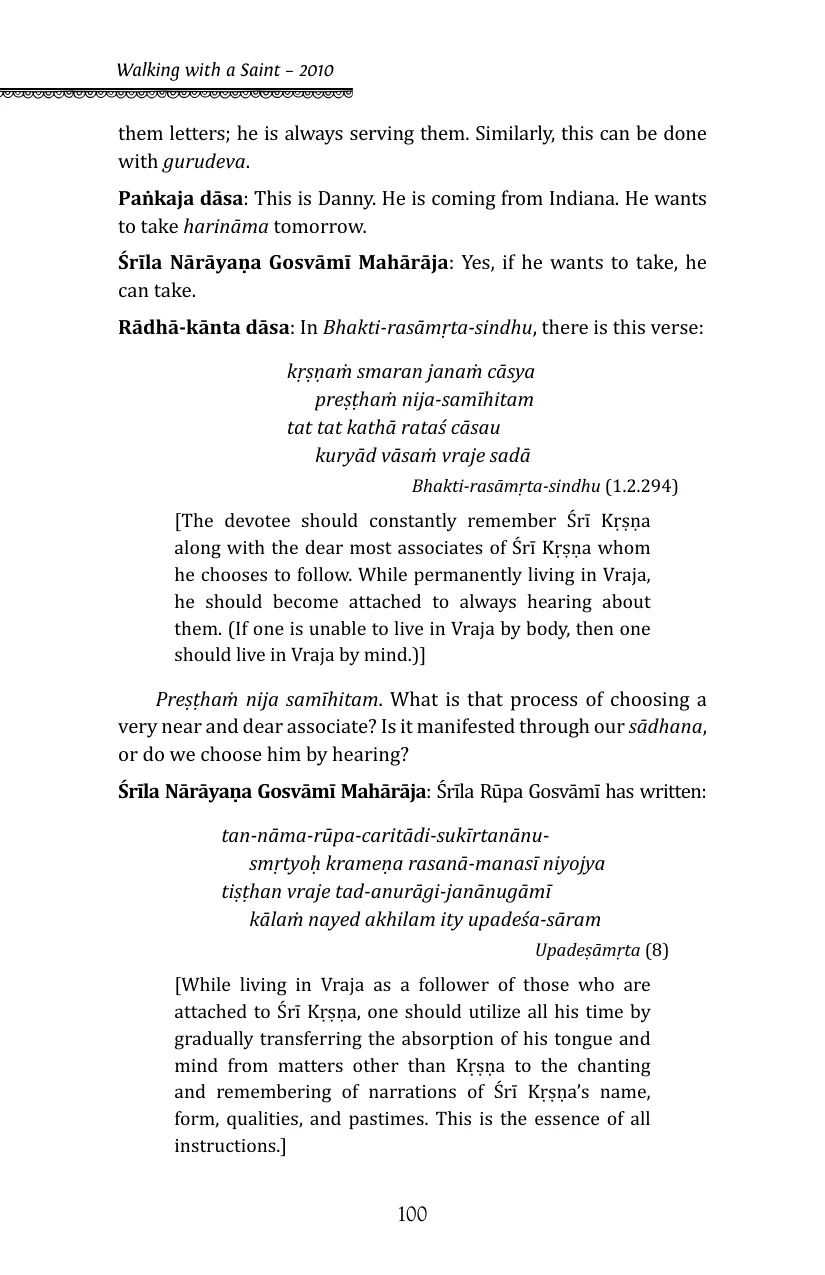 Walking with a Saint – 2010
them letters; he is always serving them. Similarly, this can be done
with gurudeva.
Paṅkaja dāsa: This is Danny. He is coming from Indiana. He wants
to take harināma tomorrow.
Śrīla Nārāyaṇa Gosvāmī Mahārāja: Yes, if he wants to take, he
can take.
Rādhā-kānta dāsa: In Bhakti-rasāmṛta-sindhu, there is this verse:
kṛṣṇaṁ smaran janaṁ cāsya
preṣṭhaṁ nija-samīhitam
tat tat kathā rataś cāsau
kuryād vāsaṁ vraje sadā
Bhakti-rasāmṛta-sindhu (1.2.294)
[The devotee should constantly remember Śrī Kṛṣṇa
along with the dear most associates of Śrī Kṛṣṇa whom
he chooses to follow. While permanently living in Vraja,
he should become attached to always hearing about
them. (If one is unable to live in Vraja by body, then one
should live in Vraja by mind.)]
Preṣṭhaṁ nija samīhitam. What is that process of choosing a
very near and dear associate? Is it manifested through our sādhana,
or do we choose him by hearing?
Śrīla Nārāyaṇa Gosvāmī Mahārāja: Śrīla Rūpa Gosvāmī has written:
tan-nāma-rūpa-caritādi-sukīrtanānu-
smṛtyoḥ krameṇa rasanā-manasī niyojya
tiṣṭhan vraje tad-anurāgi-janānugāmī
kālaṁ nayed akhilam ity upadeśa-sāram
Upadeṣāmṛta (8)
[While living in Vraja as a follower of those who are
attached to Śrī Kṛṣṇa, one should utilize all his time by
gradually transferring the absorption of his tongue and
mind from matters other than Kṛṣṇa to the chanting
and remembering of narrations of Śrī Kṛṣṇa’s name,
form, qualities, and pastimes. This is the essence of all
instructions.]
100